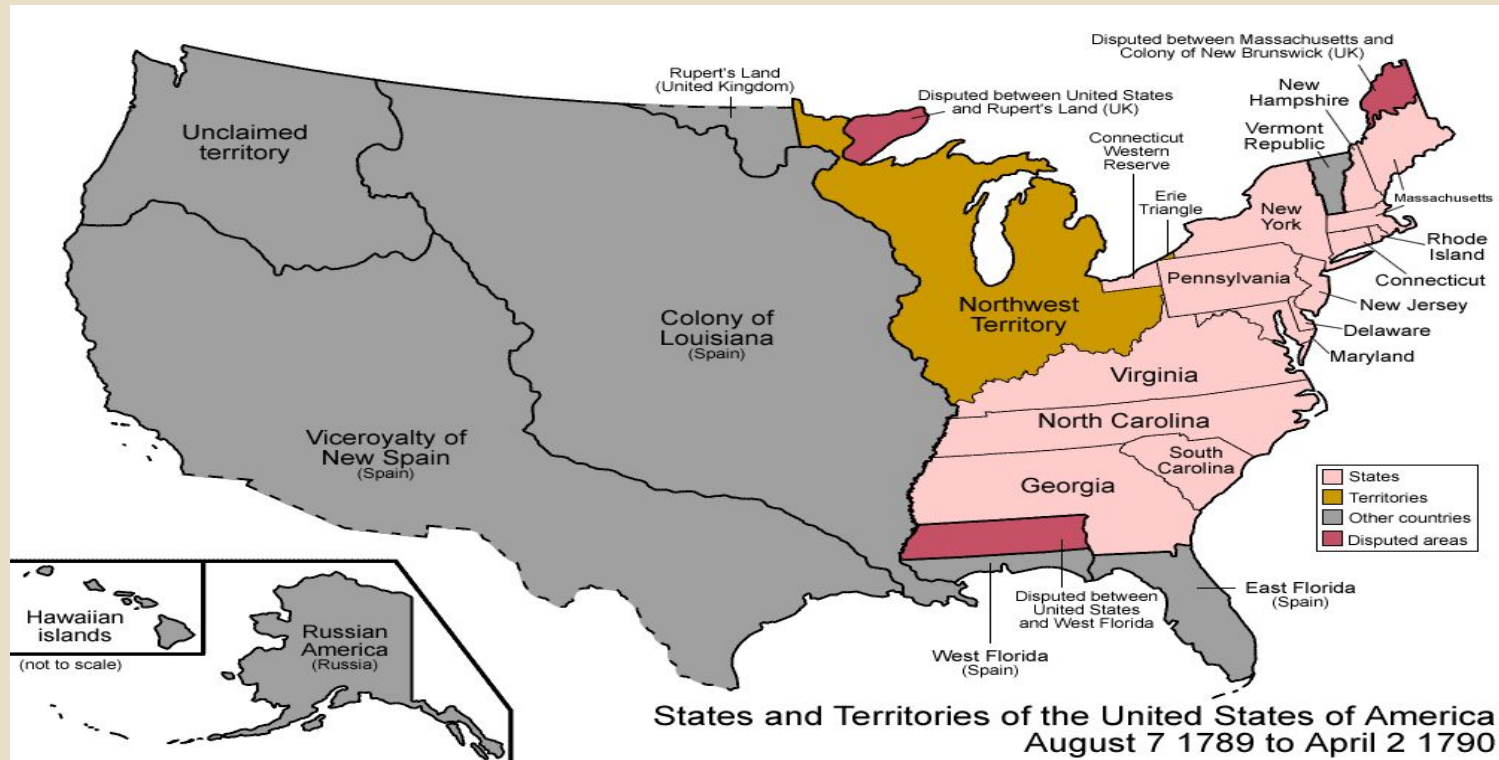 Disputed between Massachusetts and
Colony of New Brunswick (UK)
Rupert's Land
(United Kingdom)
Disputed between United States
and Rupert's Land (UK)
New
Hampshire
Vermont
Republic
Unclaimed
territory
Connecticut
Western
Reserve
Erie
Triangle
Massachusetts
New
York
Rhode
Island
Connecticut
Pennsylvania
New Jersey
Northwest
Territory
Colony of
Louisiana
(Spain)
Delaware
Maryland
Virginia
North Carolina
South
Carolina
Viceroyalty of
New Spain
(Spain)
Georgia
States
Territories
Other countries
Disputed areas
Disputed between
United States
and West Florida
East Florida
(Spain)
West Florida
(Spain)
Hawaiian
islands
(not to scale)
Russian
America
(Russia)
States and Territories of the United States of America
August 7 1789 to April 2 1790